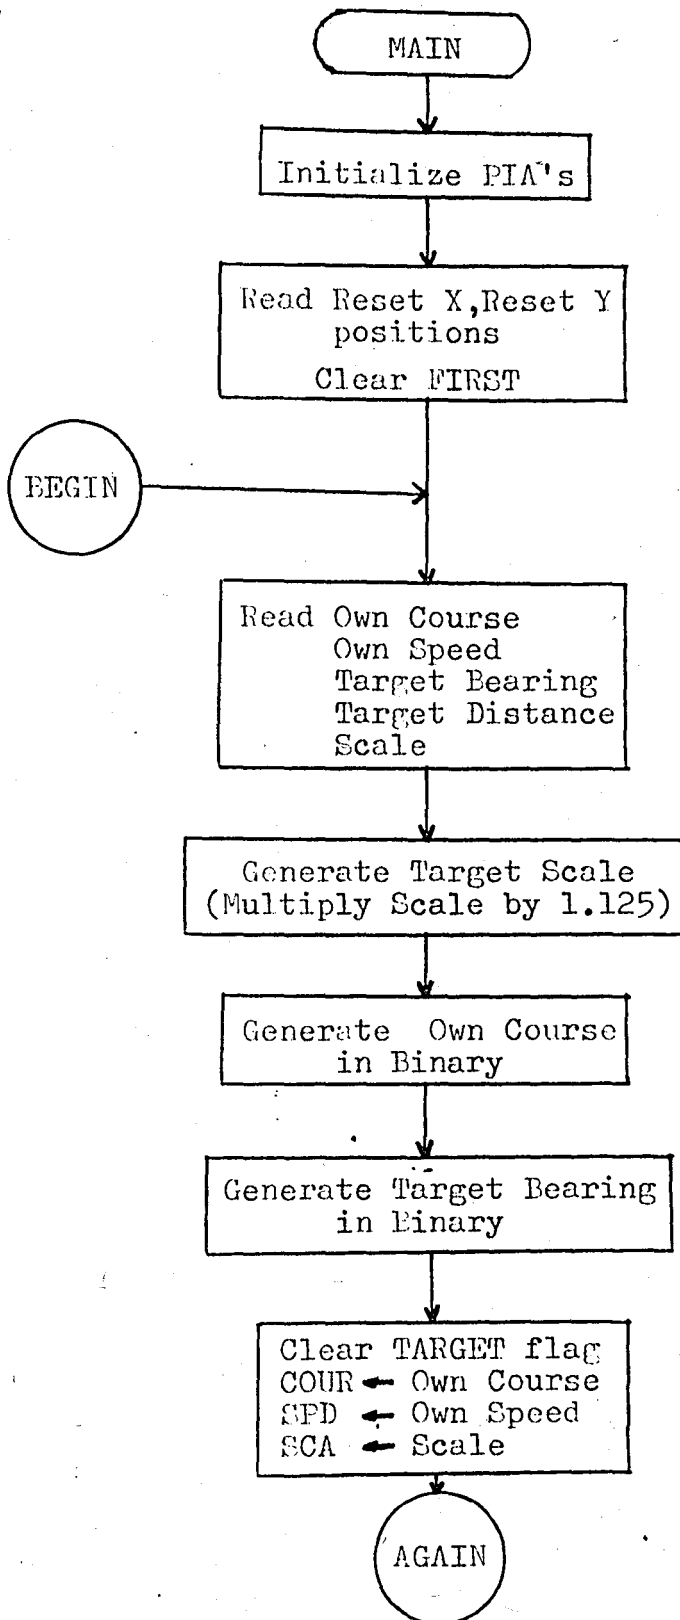 MAIN
Initialize PIA's
Read Reset X,Reset Y
positions
Clear FIRST
BEGIN
Read Own Course
Own Speed
Target Bearing
Target Distance
Scale
Generate Target Scale
(Multiply Scale by 1.125)
Generate Own Course
in Binary
Generate Target Bearing
in Binary
Clear TARGET flag
COUR ← Own Course
SPD ← Own Speed
SCA ← Scale
AGAIN